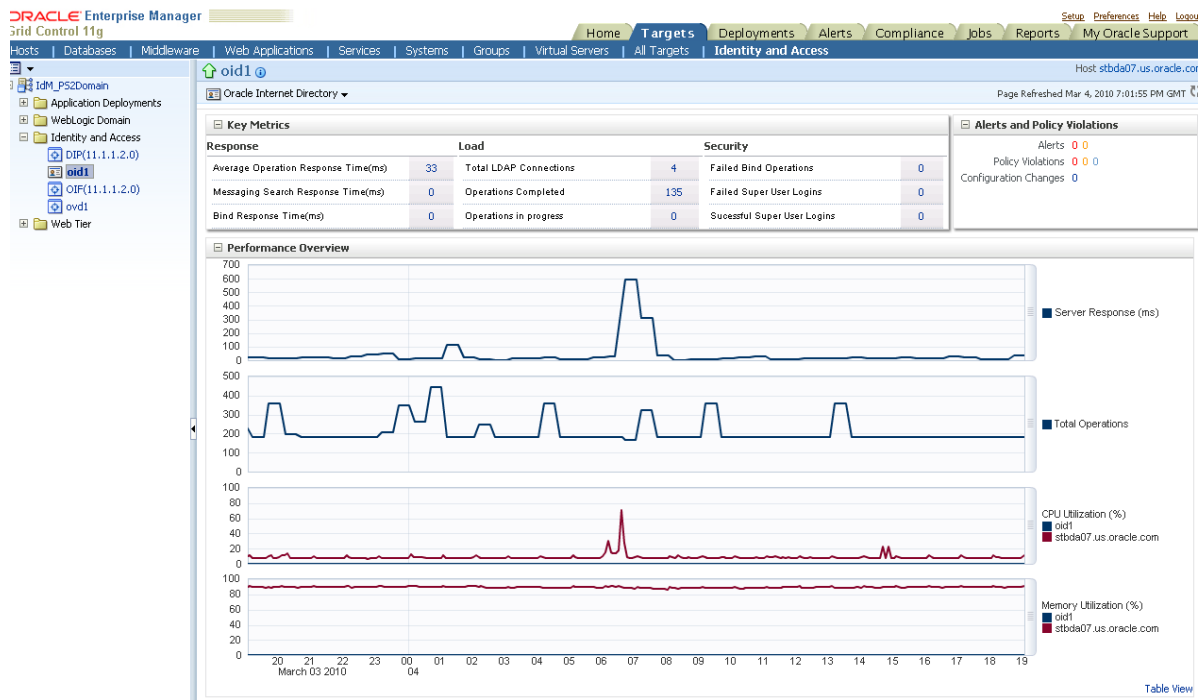 ORACLE Enterprise Manager
Grid Control 11g
Setup Preferences Help Logou
Home Targets Deployments Alerts Compliance Jobs Reports My Oracle Support
Hosts | Databases | Middleware | Web Applications | Services | Systems | Groups | Virtual Servers | All Targets | Identity and Access
IdM_PS2Domain
Application Deployments
WebLogic Domain
Identity and Access
DIP(11.1.1.2.0)
oid1
OIF(11.1.1.2.0)
ovd1
Web Tier
oid1
Host stbda07.us.oracle.cor
Oracle Internet Directory
Page Refreshed Mar 4, 2010 7:01:55 PM GMT
Key Metrics
Response Load Security
Average Operation Response Time(ms) 33 Total LDAP Connections 4 Failed Bind Operations 0
Messaging Search Response Time(ms) 0 Operations Completed 135 Failed Super User Logins 0
Bind Response Time(ms) 0 Operations in progress 0 Sucessful Super User Logins 0
Alerts and Policy Violations
Alerts 0 0
Policy Violations 0 0 0
Configuration Changes 0
Performance Overview
700
600
500
400
300
200
100
0
Server Response (ms)
500
400
300
200
100
0
Total Operations
100
80
60
40
20
0
CPU Utilization (%)
oid1
stbda07.us.oracle.com
100
80
60
40
20
0
Memory Utilization (%)
oid1
stbda07.us.oracle.com
20 21 22 23 00 01 02 03 04 05 06 07 08 09 10 11 12 13 14 15 16 17 18 19
March 03 2010 04
Table View